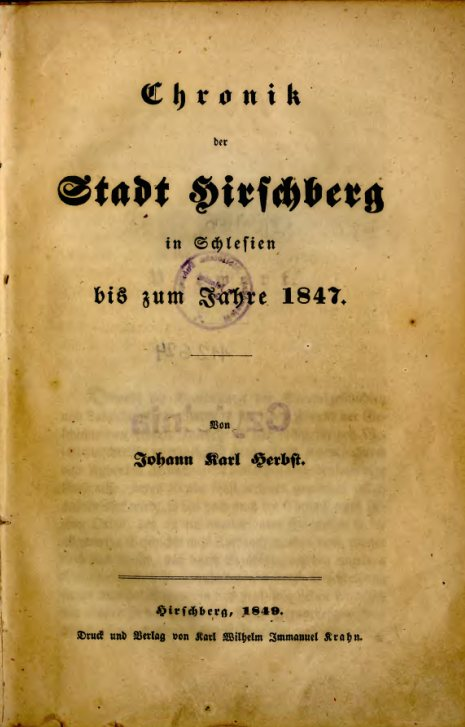 Chronik
der
Stadt Hirschberg
in Schlesien
bis zum Jahre 1847.
Von
Johann Karl Herbst.
Hirschberg, 1849.
Druck und Verlag von Karl Wilhelm Immanuel Krahn.